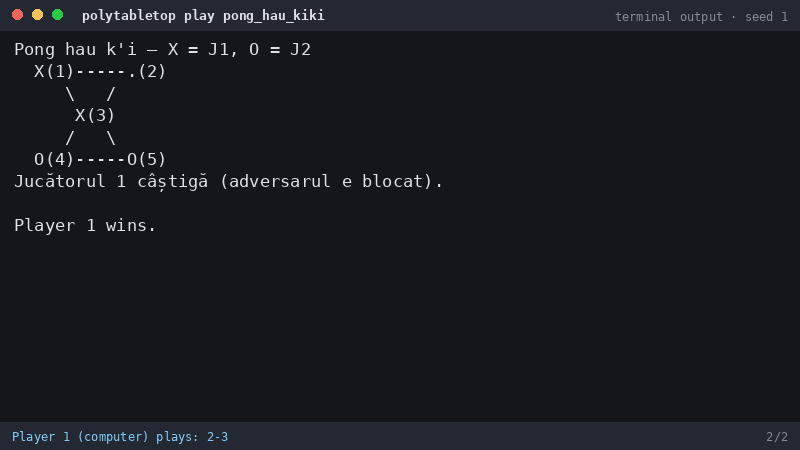 polytabletop play pong_hau_kiki
terminal output · seed 1
Pong hau k'i — X = J1, O = J2
  X(1)-----.(2)
     \   /
      X(3)
     /   \
  O(4)-----O(5)
Jucătorul 1 câștigă (adversarul e blocat).
Player 1 wins.
Player 1 (computer) plays: 2-3
2/2